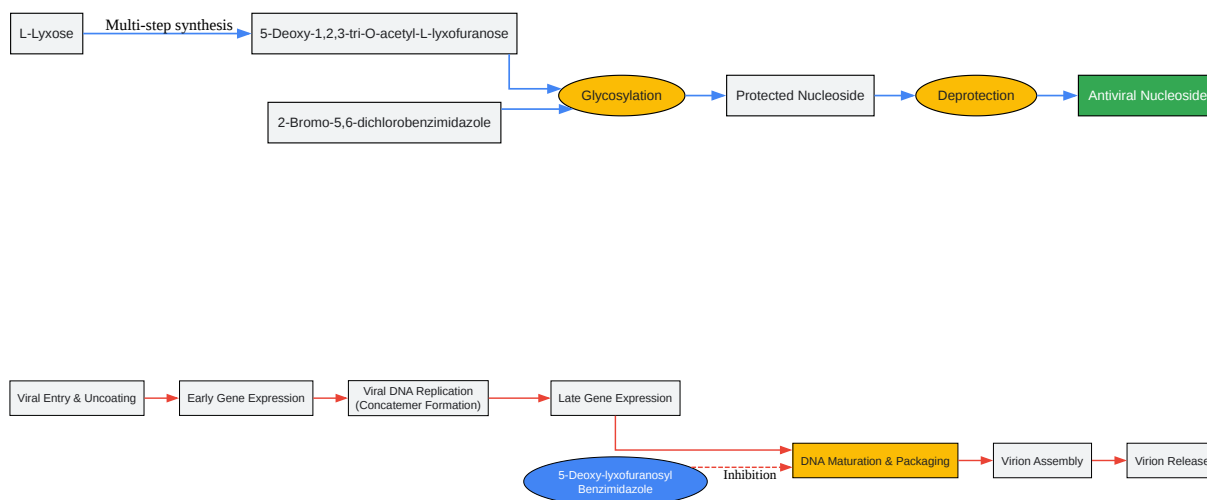 L-Lyxose
Multi-step synthesis
5-Deoxy-1,2,3-tri-O-acetyl-L-lyxofuranose
2-Bromo-5,6-dichlorobenzimidazole
Glycosylation
Protected Nucleoside
Deprotection
Antiviral Nucleoside
Viral Entry & Uncoating
Early Gene Expression
Viral DNA Replication
(Concatemer Formation)
Late Gene Expression
5-Deoxy-lyxofuranosyl
Benzimidazole
Inhibition
DNA Maturation & Packaging
Virion Assembly
Virion Release